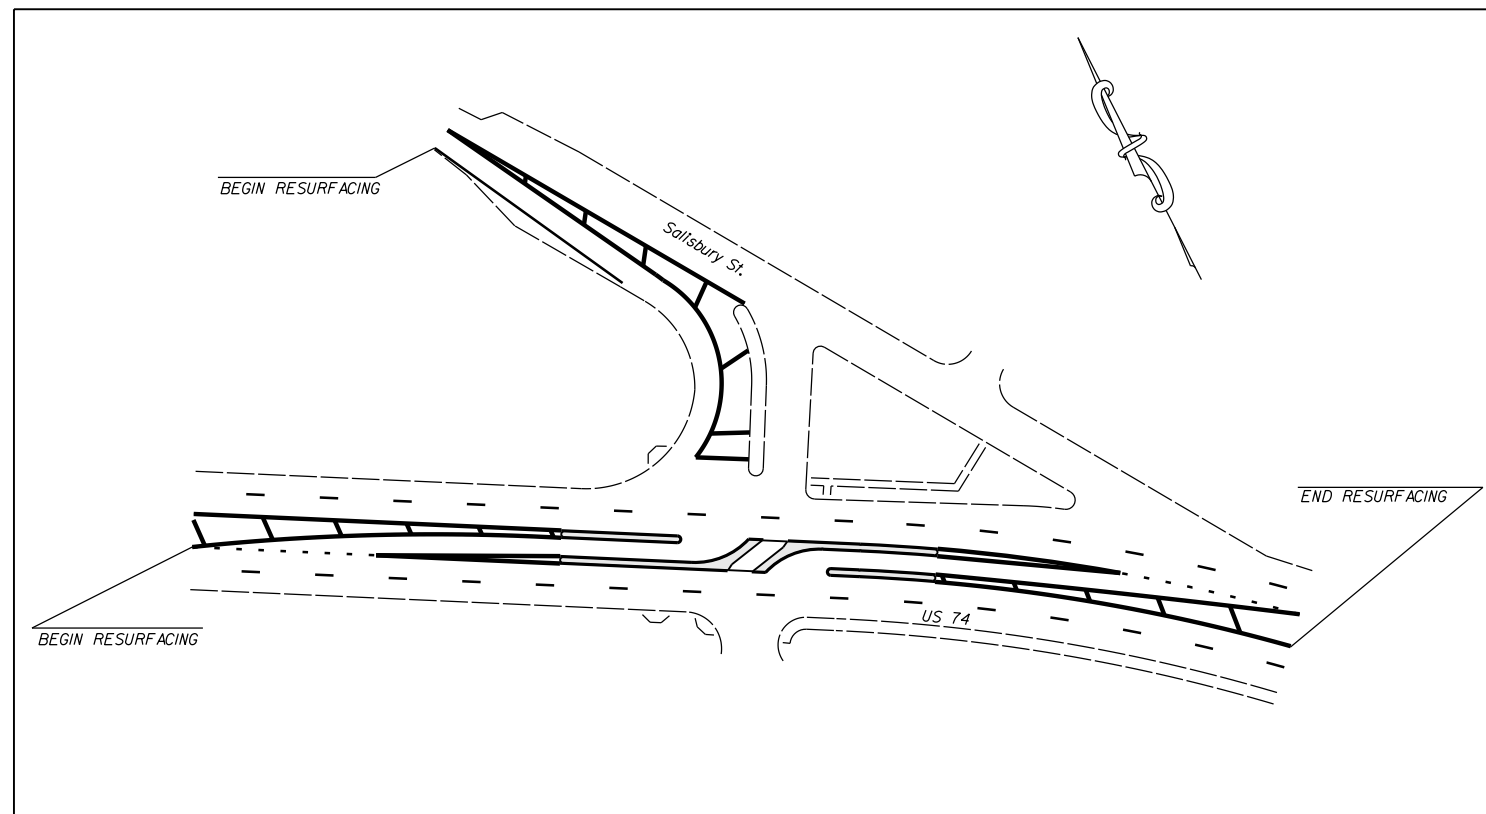 BEGIN RESURFACING
Salisbury St.
END RESURFACING
US 74
BEGIN RESURFACING